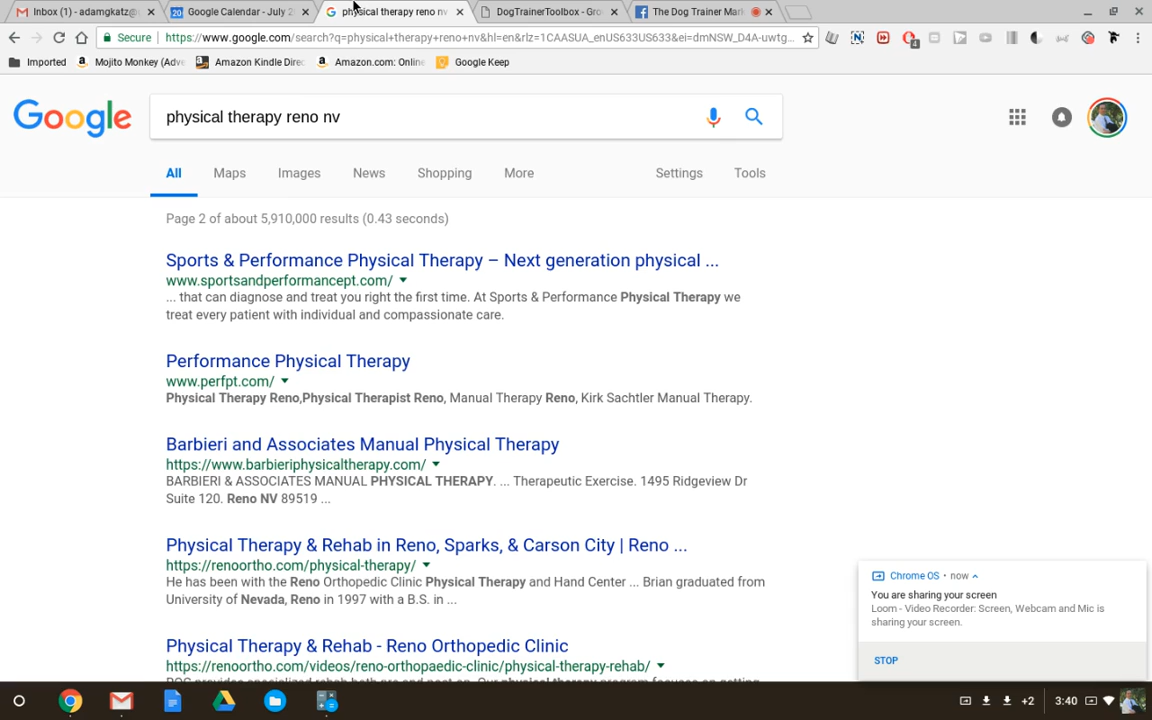 Inbox (1) - adamgkatz@ × Google Calendar - July 2 × physical therapy reno nv × DogTrainerToolbox - Gro × The Dog Trainer Mark ×
Secure https://www.google.com/search?q=physical+therapy+reno+nv&hl=en&rlz=1CAASUA_enUS633US633&ei=dmNSW_D4A-uwtg... 4
Imported Mojito Monkey (Adve Amazon Kindle Direc Amazon.com: Online Google Keep
Google physical therapy reno nv
All Maps Images News Shopping More Settings Tools
Page 2 of about 5,910,000 results (0.43 seconds)
Sports & Performance Physical Therapy – Next generation physical ...
www.sportsandperformancept.com/
... that can diagnose and treat you right the first time. At Sports & Performance Physical Therapy we
treat every patient with individual and compassionate care.
Performance Physical Therapy
www.perfpt.com/
Physical Therapy Reno,Physical Therapist Reno, Manual Therapy Reno, Kirk Sachtler Manual Therapy.
Barbieri and Associates Manual Physical Therapy
https://www.barbieriphysicaltherapy.com/
BARBIERI & ASSOCIATES MANUAL PHYSICAL THERAPY. ... Therapeutic Exercise. 1495 Ridgeview Dr
Suite 120. Reno NV 89519 ...
Physical Therapy & Rehab in Reno, Sparks, & Carson City | Reno ...
https://renoortho.com/physical-therapy/
He has been with the Reno Orthopedic Clinic Physical Therapy and Hand Center ... Brian graduated from
University of Nevada, Reno in 1997 with a B.S. in ...
Physical Therapy & Rehab - Reno Orthopedic Clinic
https://renoortho.com/videos/reno-orthopaedic-clinic/physical-therapy-rehab/
Chrome OS • now
You are sharing your screen
Loom - Video Recorder: Screen, Webcam and Mic is
sharing your screen.
STOP
+2 3:40